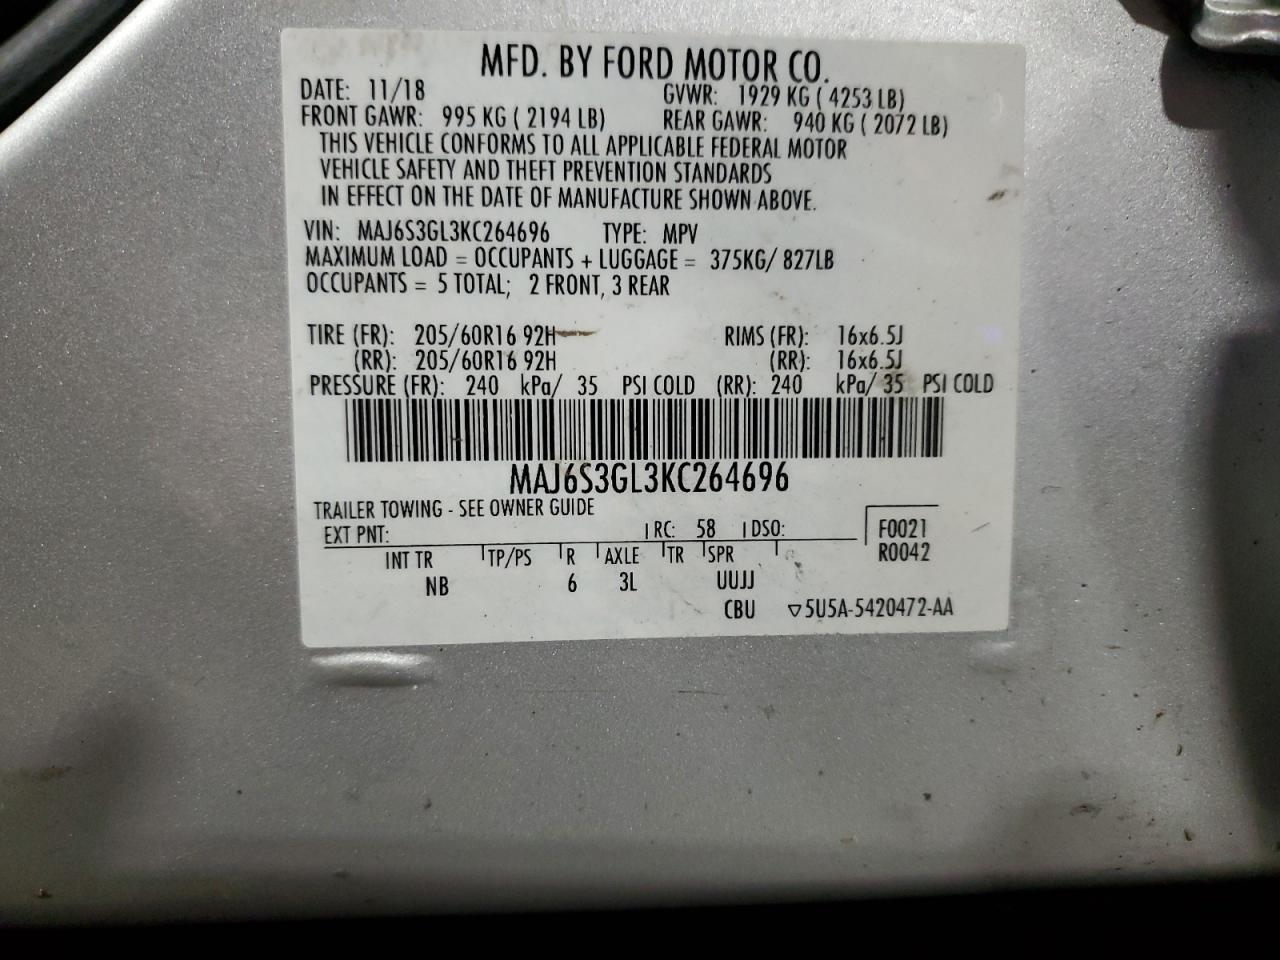 MFD. BY FORD MOTOR CO.
DATE: 11/18 GVWR: 1929 KG ( 4253 LB)
FRONT GAWR: 995 KG ( 2194 LB) REAR GAWR: 940 KG ( 2072 LB)
THIS VEHICLE CONFORMS TO ALL APPLICABLE FEDERAL MOTOR
VEHICLE SAFETY AND THEFT PREVENTION STANDARDS
IN EFFECT ON THE DATE OF MANUFACTURE SHOWN ABOVE.
VIN: MAJ6S3GL3KC264696 TYPE: MPV
MAXIMUM LOAD = OCCUPANTS + LUGGAGE = 375KG/ 827LB
OCCUPANTS = 5 TOTAL; 2 FRONT, 3 REAR
TIRE (FR): 205/60R16 92H RIMS (FR): 16x6.5J
(RR): 205/60R16 92H (RR): 16x6.5J
PRESSURE (FR): 240 kPa/ 35 PSI COLD (RR): 240 kPa/ 35 PSI COLD
MAJ6S3GL3KC264696
TRAILER TOWING - SEE OWNER GUIDE
EXT PNT: RC: 58 DSO: F0021
R0042
INT TR TP/PS R AXLE TR SPR
NB 6 3L UUJJ
CBU ▽5U5A-5420472-AA